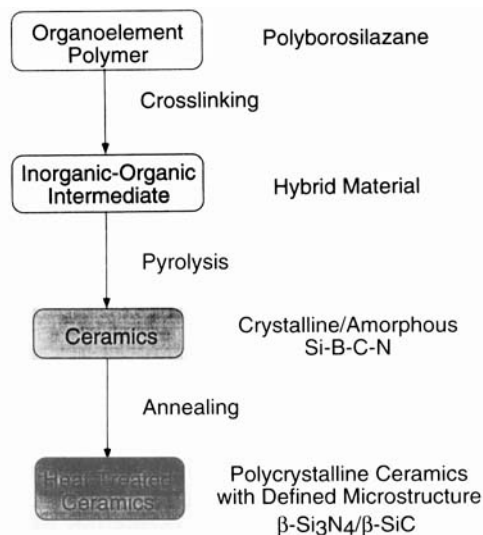 Organoelement
Polymer
Polyborosilazane
Crosslinking
Inorganic-Organic
Intermediate
Hybrid Material
Pyrolysis
Ceramics
Crystalline/Amorphous
Si-B-C-N
Annealing
Heat Treated
Ceramics
Polycrystalline Ceramics
with Defined Microstructure
β-Si3N4/β-SiC